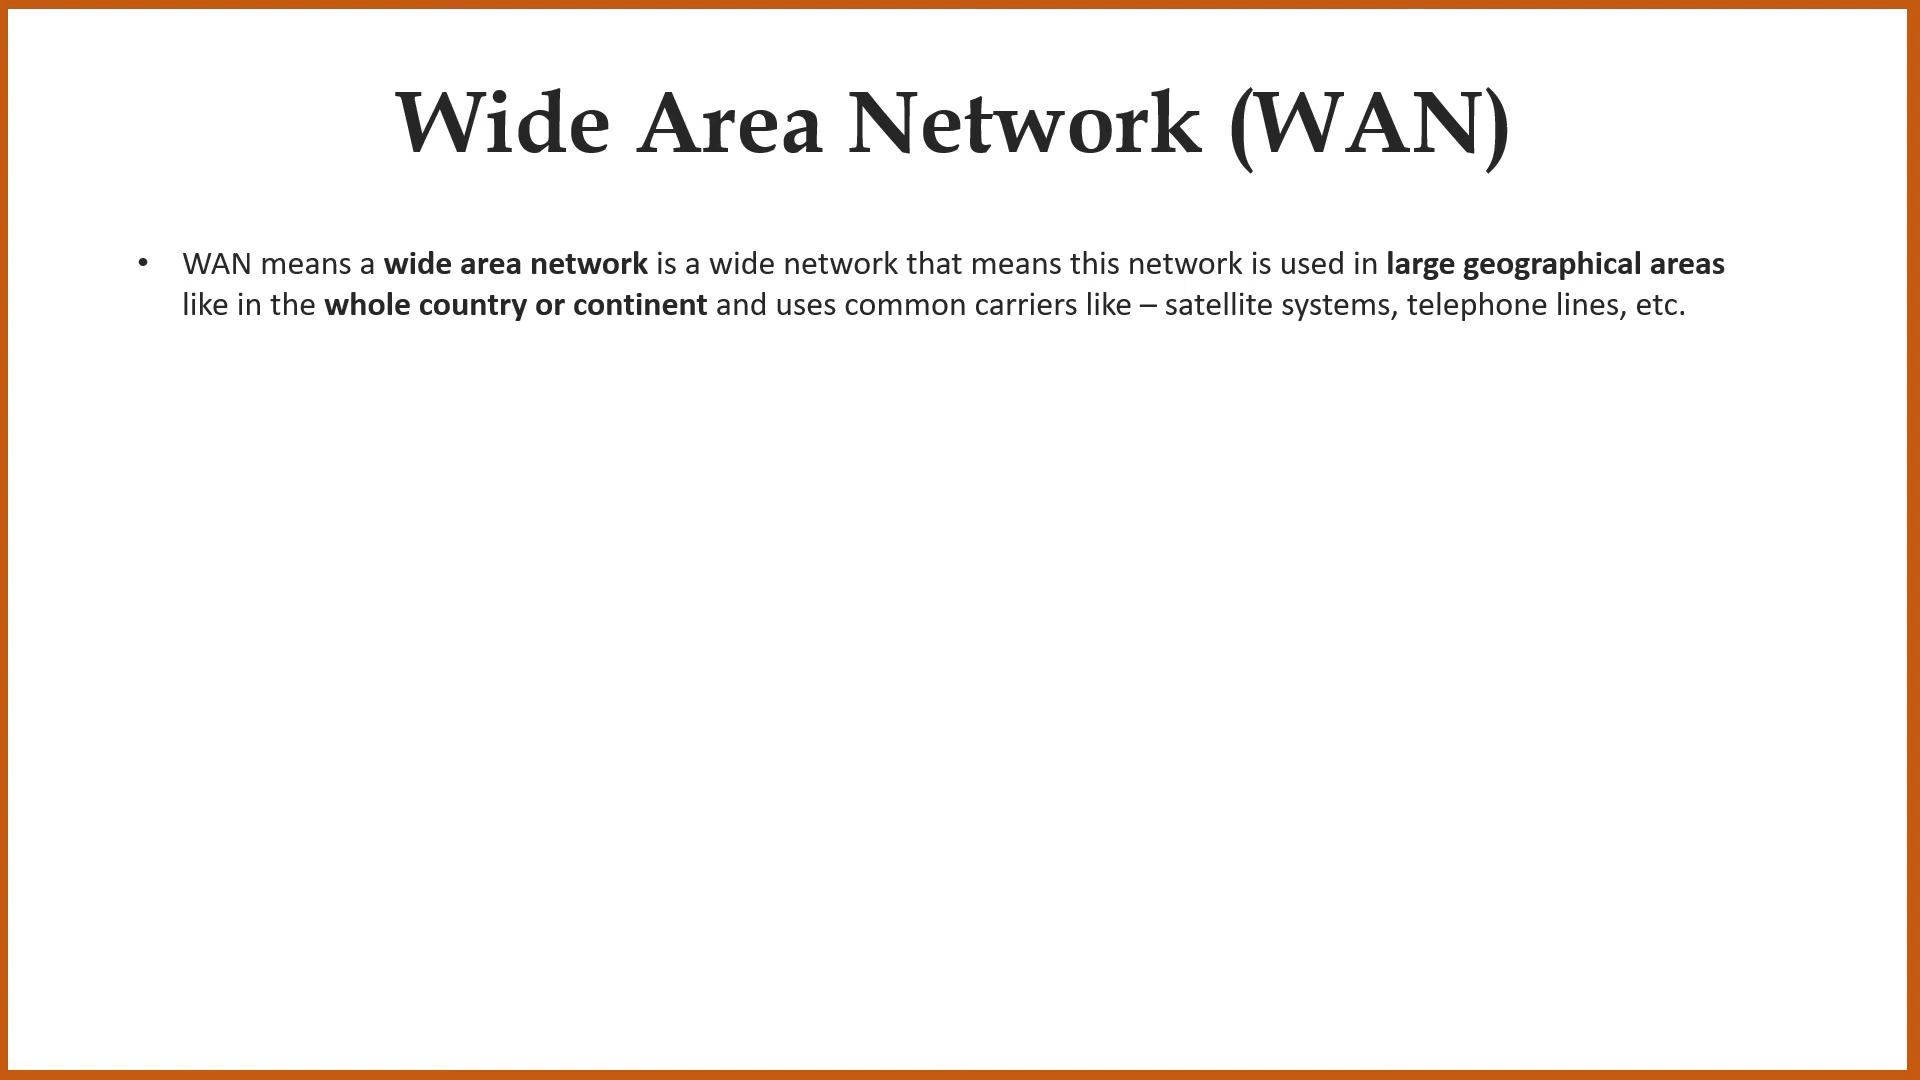 Wide Area Network (WAN)
• WAN means a wide area network is a wide network that means this network is used in large geographical areas
like in the whole country or continent and uses common carriers like – satellite systems, telephone lines, etc.